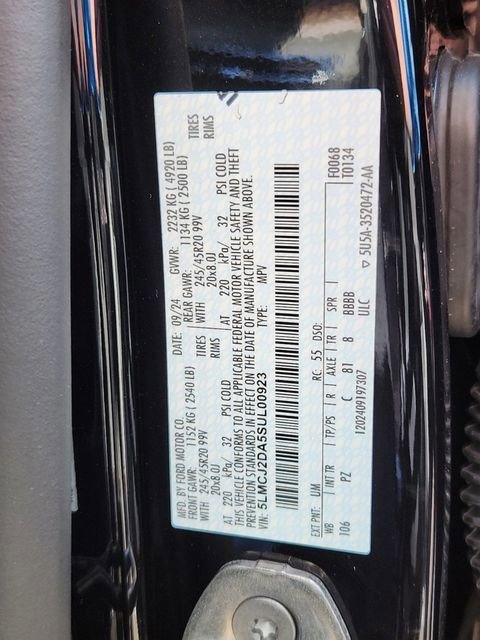 MFD. BY FORD MOTOR CO.
DATE: 09/24 GVWR: 2232 KG ( 4920 LB)
FRONT GAWR: 1152 KG ( 2540 LB) REAR GAWR: 1134 KG ( 2500 LB)
WITH 245/45R20 99V TIRES WITH 245/45R20 99V TIRES
20x8.0J RIMS 20x8.0J RIMS
AT 220 kPa/ 32 PSI COLD AT 220 kPa/ 32 PSI COLD
THIS VEHICLE CONFORMS TO ALL APPLICABLE FEDERAL MOTOR VEHICLE SAFETY AND THEFT
PREVENTION STANDARDS IN EFFECT ON THE DATE OF MANUFACTURE SHOWN ABOVE.
VIN: 5LMCJ2DA5SUL00923 TYPE: MPV
EXT PNT: UM RC: 55 DSO: F0068
WB INT TR TP/PS R AXLE TR SPR T0134
106 PZ C 81 8 BBBB
ULC
1202409197307 ▽ 5U5A-3520472-AA